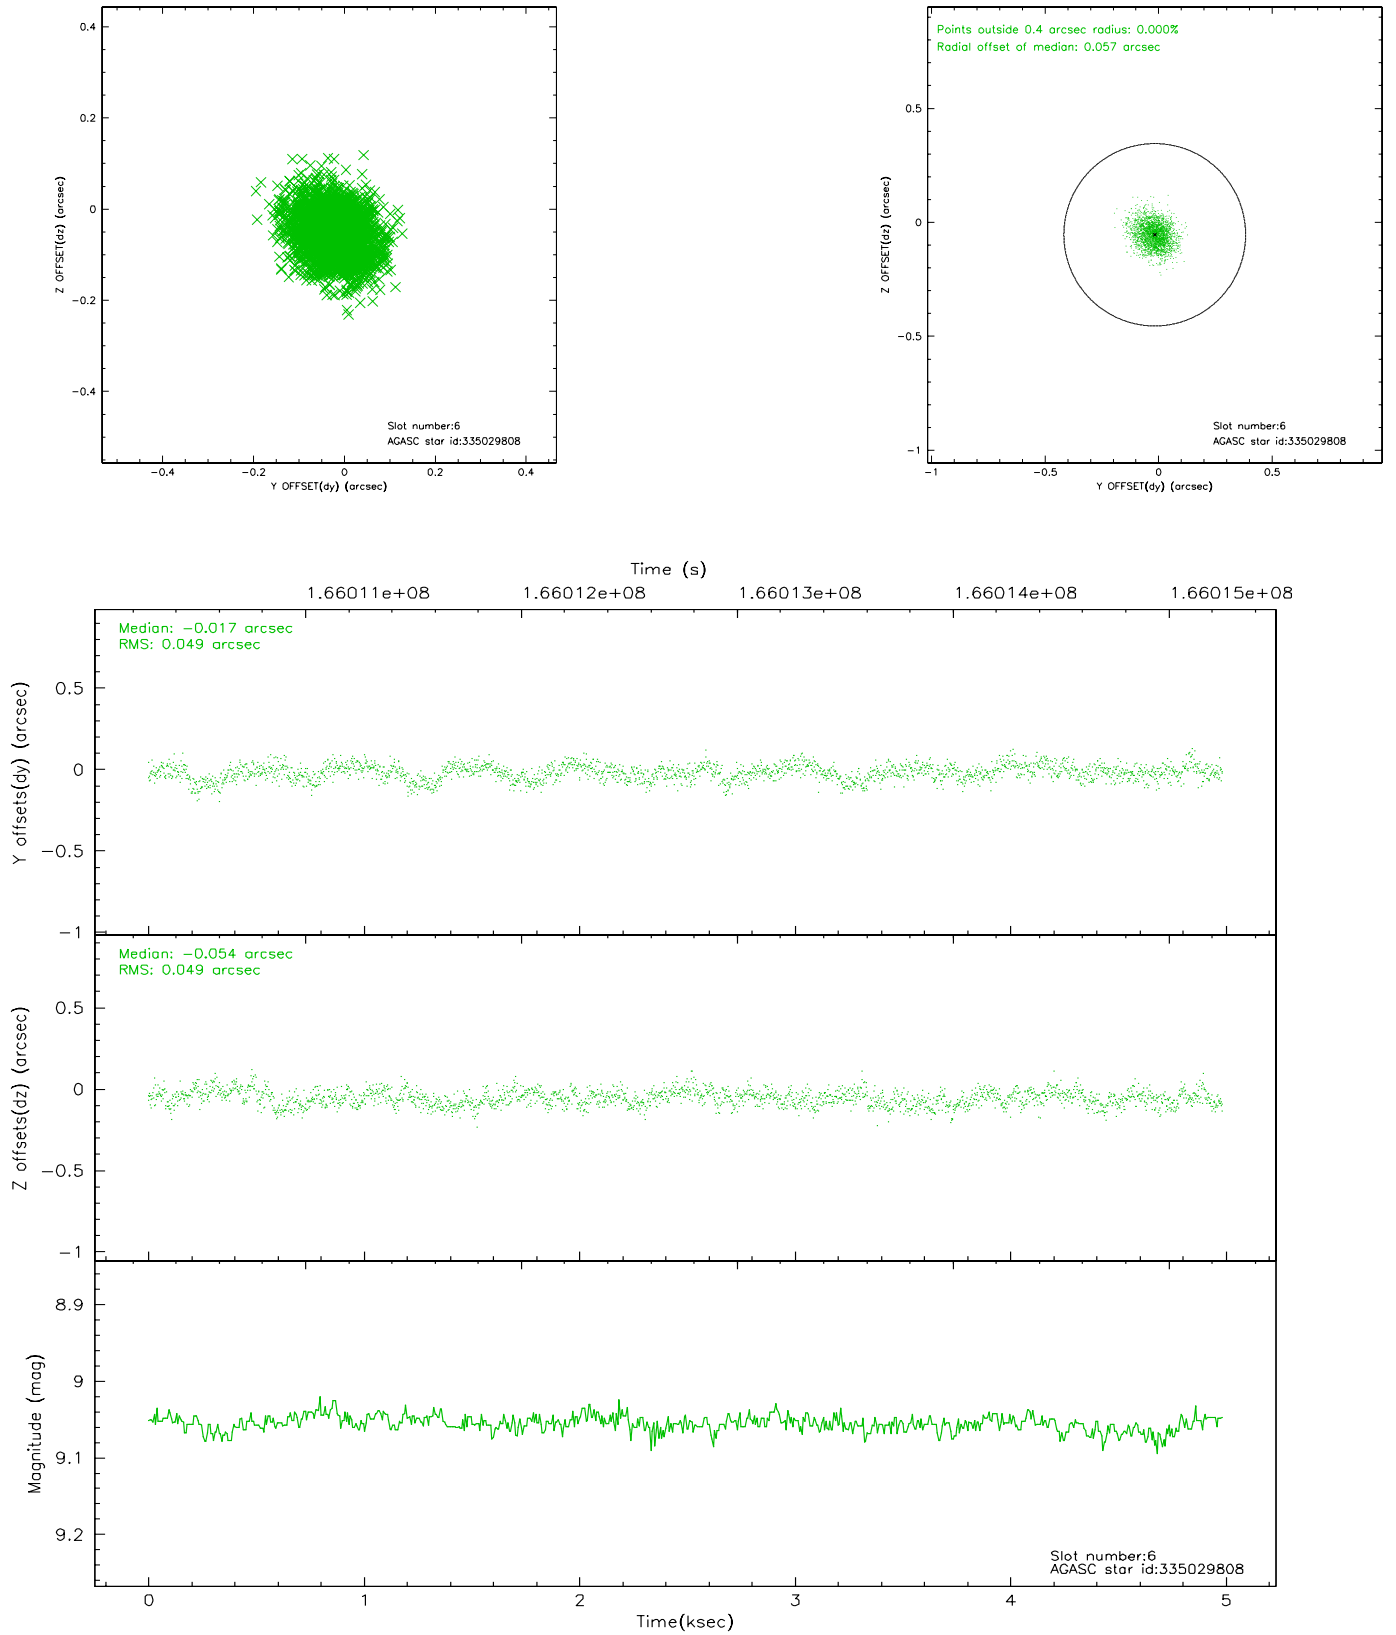 0.4
0.2
0
−0.2
−0.4
Z OFFSET(dz) (arcsec)
Slot number:6
AGASC star id:335029808
−0.4 −0.2 0 0.2 0.4
Y OFFSET(dy) (arcsec)
Points outside 0.4 arcsec radius: 0.000%
Radial offset of median: 0.057 arcsec
0.5
0
−0.5
−1
Z OFFSET(dz) (arcsec)
Slot number:6
AGASC star id:335029808
−1 −0.5 0 0.5
Y OFFSET(dy) (arcsec)
Time (s)
1.66011e+08 1.66012e+08 1.66013e+08 1.66014e+08 1.66015e+08
Median: −0.017 arcsec
RMS: 0.049 arcsec
0.5
0
−0.5
−1
Y offsets(dy) (arcsec)
Median: −0.054 arcsec
RMS: 0.049 arcsec
0.5
0
−0.5
−1
Z offsets(dz) (arcsec)
8.9
9
9.1
9.2
Magnitude (mag)
Slot number:6
AGASC star id:335029808
0 1 2 3 4 5
Time(ksec)